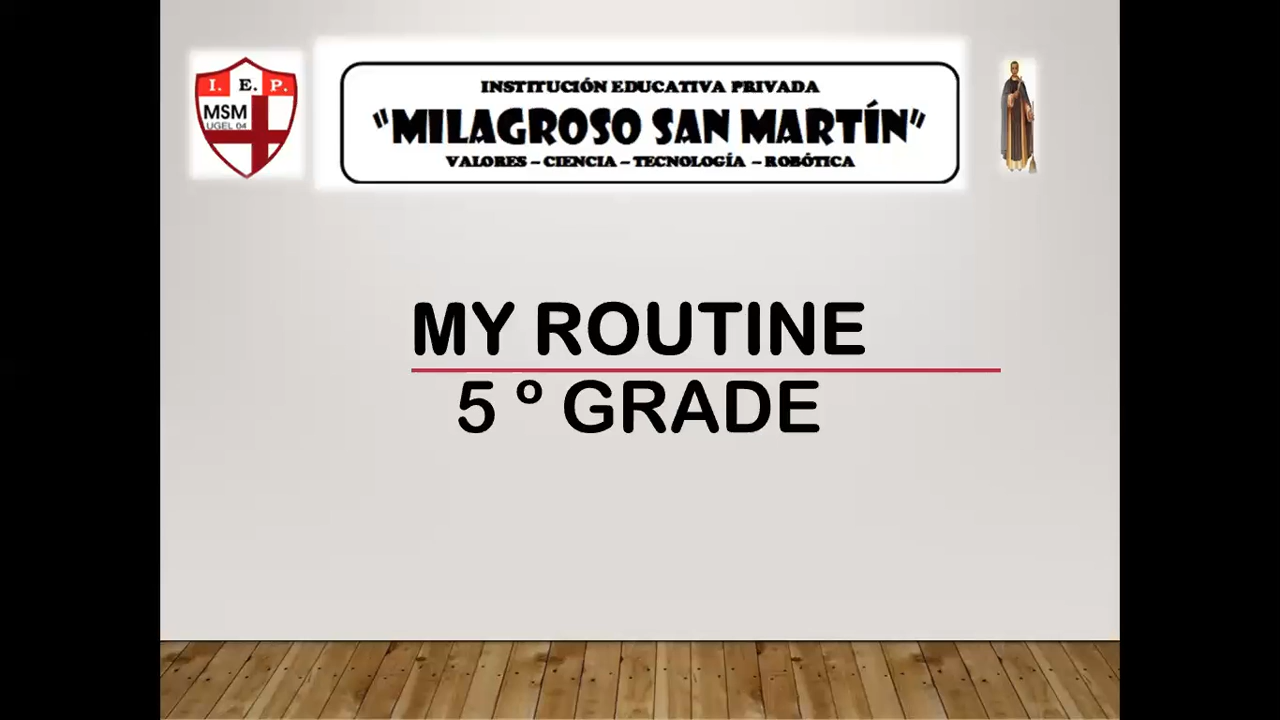 I. E. P.
MSM
UGEL 04
INSTITUCIÓN EDUCATIVA PRIVADA
"MILAGROSO SAN MARTÍN"
VALORES – CIENCIA – TECNOLOGÍA – ROBÓTICA
MY ROUTINE
5 º GRADE